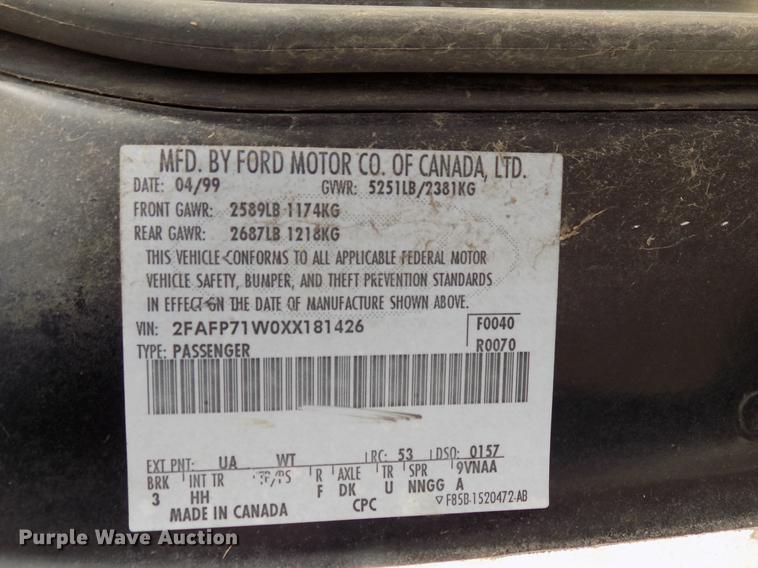 MFD. BY FORD MOTOR CO. OF CANADA, LTD.
DATE: 04/99 GVWR: 5251LB/2381KG
FRONT GAWR: 2589LB 1174KG
REAR GAWR: 2687LB 1218KG
THIS VEHICLE CONFORMS TO ALL APPLICABLE FEDERAL MOTOR
VEHICLE SAFETY, BUMPER, AND THEFT PREVENTION STANDARDS
IN EFFECT ON THE DATE OF MANUFACTURE SHOWN ABOVE.
VIN: 2FAFP71W0XX181426 F0040
TYPE: PASSENGER R0070
EXT PNT: UA WT RC: 53 DSO: 0157
BRK INT TR TP/PS R AXLE TR SPR 9VNAA
3 HH F DK U NNGG A
MADE IN CANADA CPC F85B-1520472-AB
Purple Wave Auction